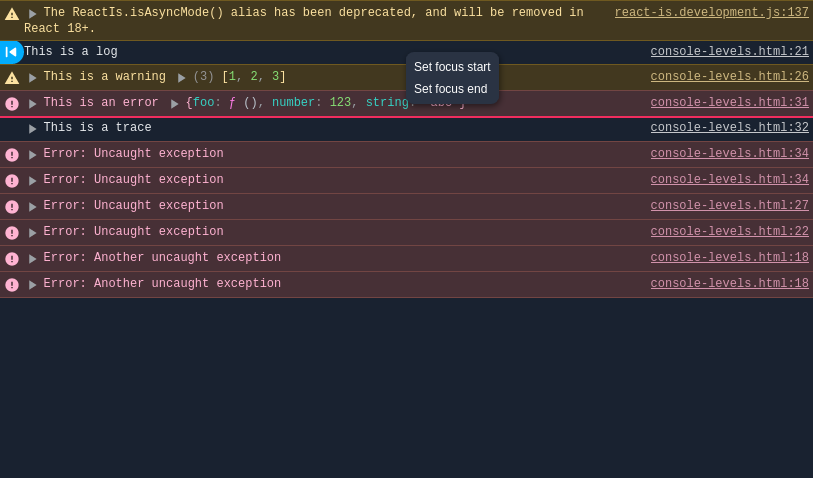 The ReactIs.isAsyncMode() alias has been deprecated, and will be removed in React 18+. react-is.development.js:137
This is a log console-levels.html:21
Set focus start
Set focus end
This is a warning (3) [1, 2, 3] console-levels.html:26
This is an error {foo: ƒ (), number: 123, string: console-levels.html:31
This is a trace console-levels.html:32
Error: Uncaught exception console-levels.html:34
Error: Uncaught exception console-levels.html:34
Error: Uncaught exception console-levels.html:27
Error: Uncaught exception console-levels.html:22
Error: Another uncaught exception console-levels.html:18
Error: Another uncaught exception console-levels.html:18